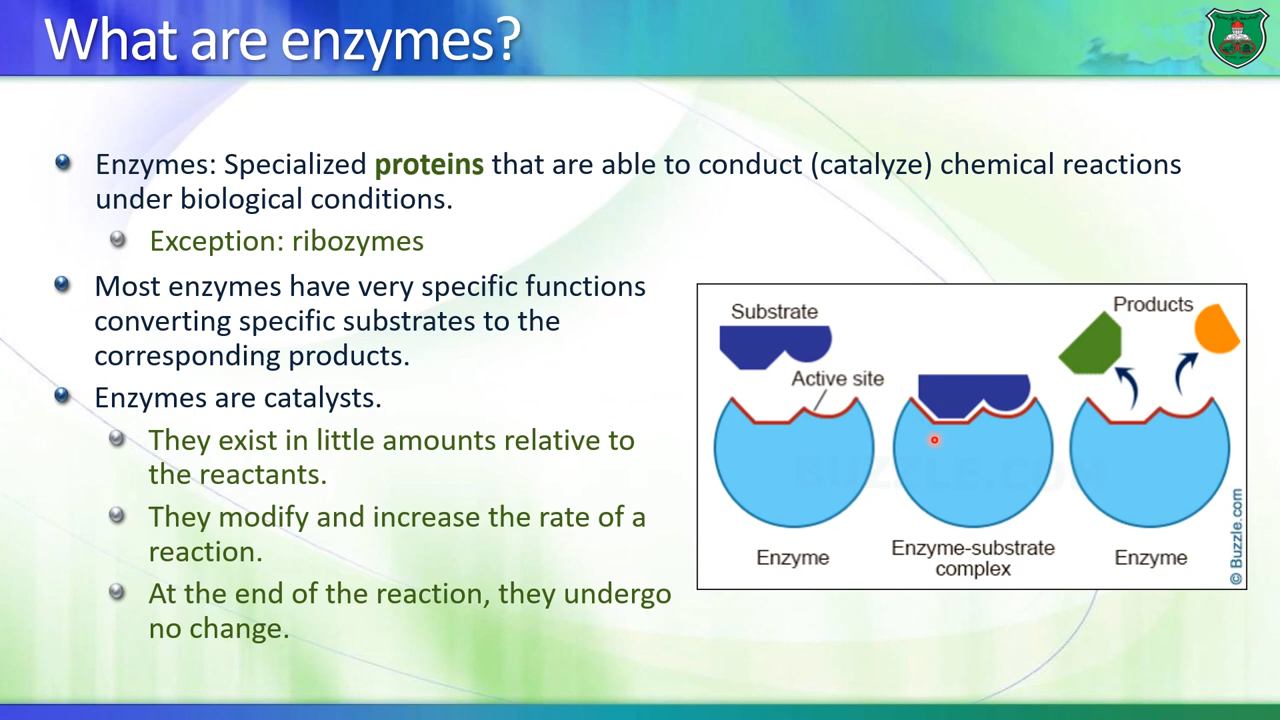 What are enzymes?
Enzymes: Specialized proteins that are able to conduct (catalyze) chemical reactions
under biological conditions.
Exception: ribozymes
Most enzymes have very specific functions
converting specific substrates to the
corresponding products.
Enzymes are catalysts.
They exist in little amounts relative to
the reactants.
They modify and increase the rate of a
reaction.
At the end of the reaction, they undergo
no change.
Substrate
Active site
Products
Enzyme
Enzyme-substrate
complex
Enzyme
BUZZLE.COM
© Buzzle.com